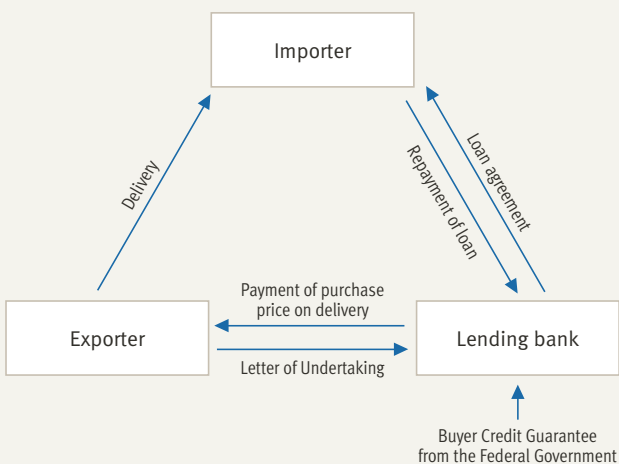 Importer
Delivery
Repayment of loan
Loan agreement
Payment of purchase
price on delivery
Exporter
Lending bank
Letter of Undertaking
Buyer Credit Guarantee
from the Federal Government